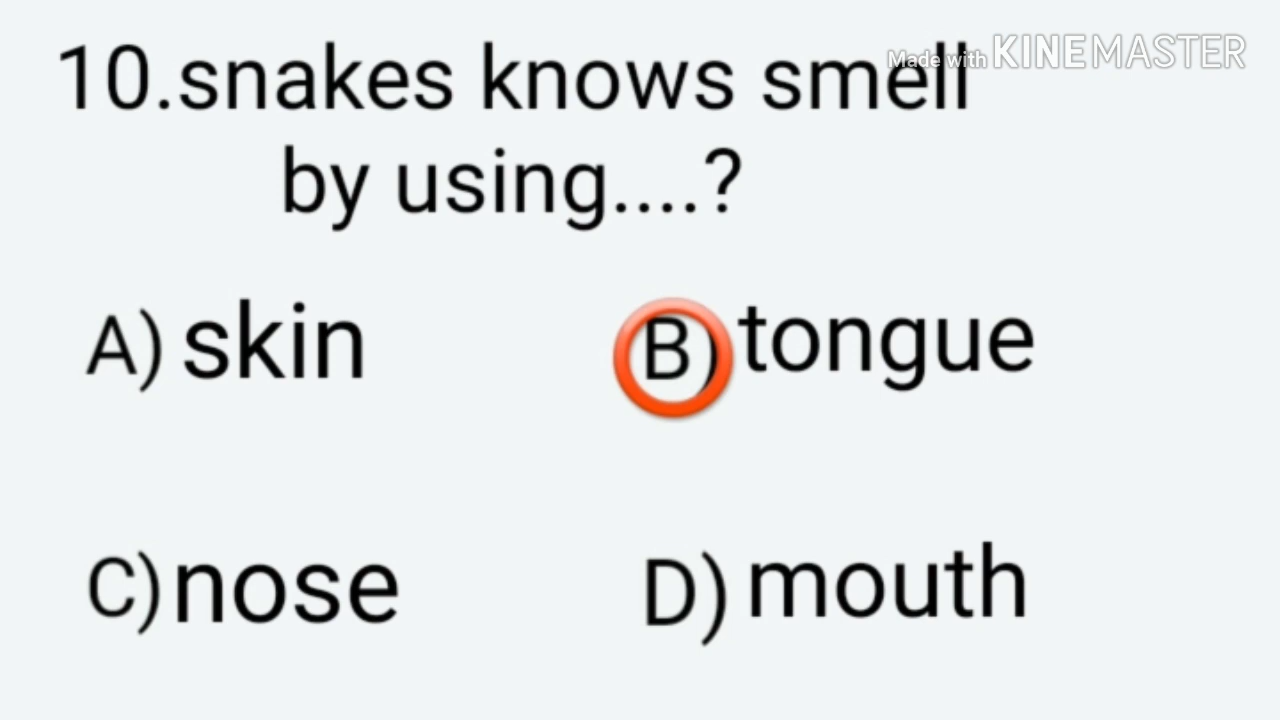 Made with KINEMASTER
10.snakes knows smell
by using....?
A) skin
B) tongue
C) nose
D) mouth